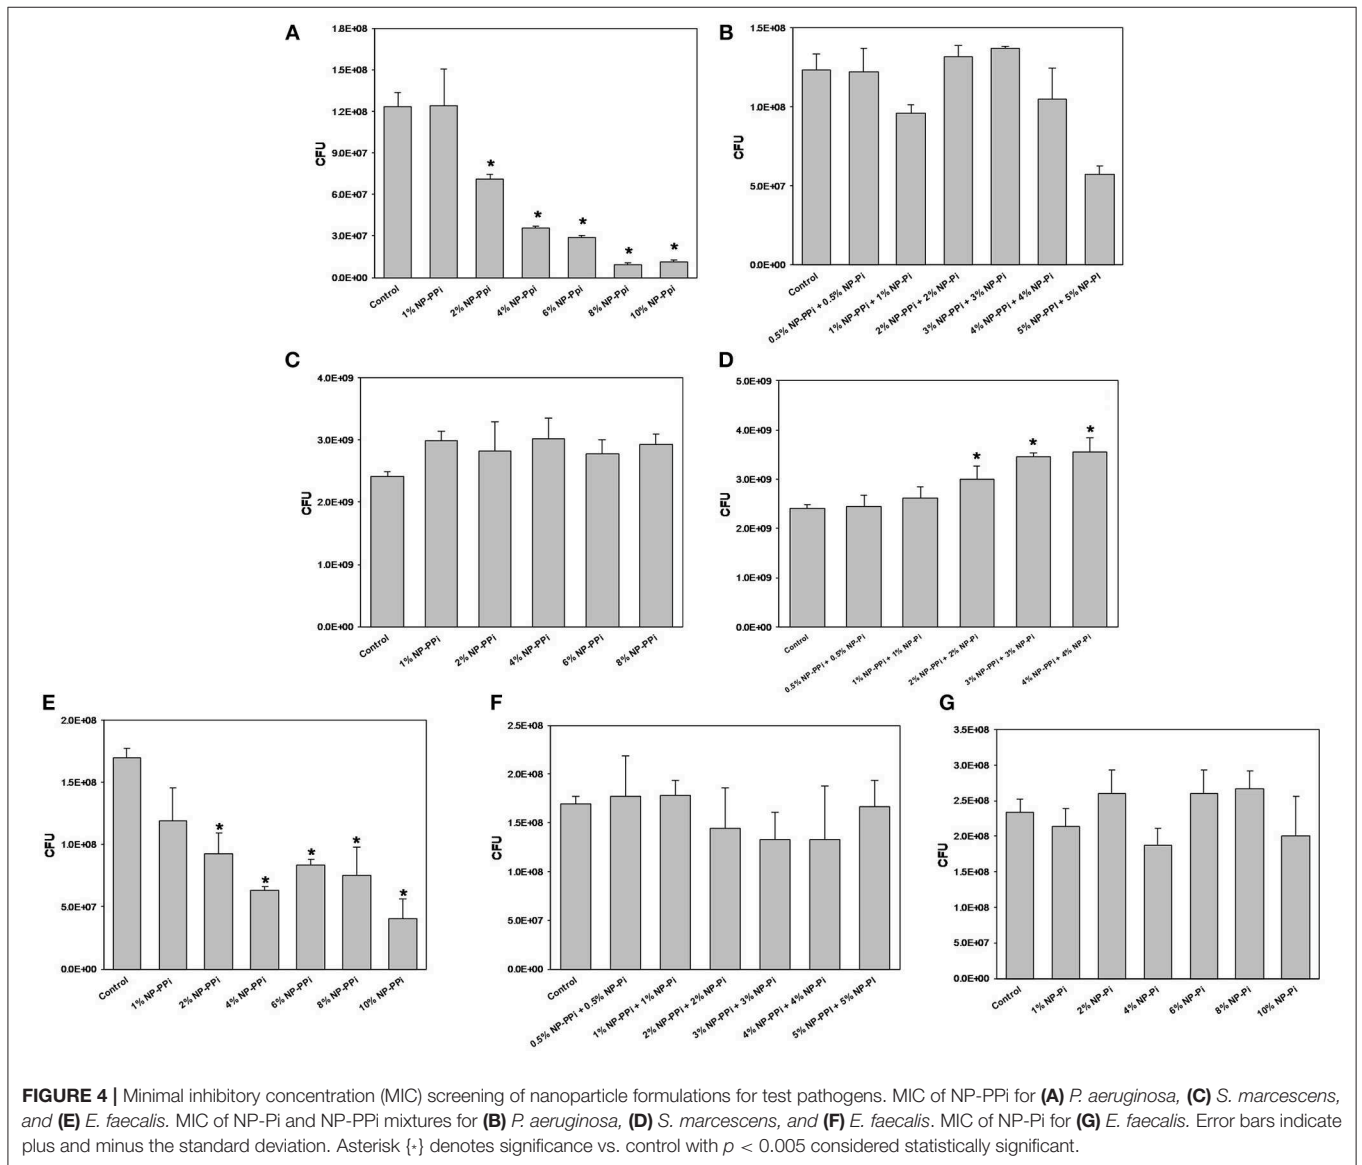 A
1.8E+08
1.5E+08
1.2E+08
9.0E+07
6.0E+07
3.0E+07
0.0E+00
CFU
*
*
*
*
*
Control
1% NP-PPi
2% NP-Ppi
4% NP-Ppi
6% NP-Ppi
8% NP-Ppi
10% NP-Ppi
B
1.5E+08
1.0E+08
5.0E+07
0.0E+00
CFU
Control
0.5% NP-PPi + 0.5% NP-Pi
1% NP-PPi + 1% NP-Pi
2% NP-PPi + 2% NP-Pi
3% NP-PPi + 3% NP-Pi
4% NP-PPi + 4% NP-Pi
5% NP-PPi + 5% NP-Pi
C
4.0E+09
3.0E+09
2.0E+09
1.0E+09
0.0E+00
CFU
Control
1% NP-PPi
2% NP-PPi
4% NP-PPi
6% NP-PPi
8% NP-PPi
D
5.0E+09
4.0E+09
3.0E+09
2.0E+09
1.0E+09
0.0E+00
CFU
*
*
*
Control
0.5% NP-PPi + 0.5% NP-Pi
1% NP-PPi + 1% NP-Pi
2% NP-PPi + 2% NP-Pi
3% NP-PPi + 3% NP-Pi
4% NP-PPi + 4% NP-Pi
E
2.0E+08
1.5E+08
1.0E+08
5.0E+07
0.0E+00
CFU
*
*
*
*
*
Control
1% NP-PPi
2% NP-PPi
4% NP-PPi
6% NP-PPi
8% NP-PPi
10% NP-PPi
F
2.5E+08
2.0E+08
1.5E+08
1.0E+08
5.0E+07
0.0E+00
CFU
Control
0.5% NP-PPi + 0.5% NP-Pi
1% NP-PPi + 1% NP-Pi
2% NP-PPi + 2% NP-Pi
3% NP-PPi + 3% NP-Pi
4% NP-PPi + 4% NP-Pi
5% NP-PPi + 5% NP-Pi
G
3.5E+08
3.0E+08
2.5E+08
2.0E+08
1.5E+08
1.0E+08
5.0E+07
0.0E+00
CFU
Control
1% NP-Pi
2% NP-Pi
4% NP-Pi
6% NP-Pi
8% NP-Pi
10% NP-Pi
FIGURE 4 | Minimal inhibitory concentration (MIC) screening of nanoparticle formulations for test pathogens. MIC of NP-PPi for (A) P. aeruginosa, (C) S. marcescens,
and (E) E. faecalis. MIC of NP-Pi and NP-PPi mixtures for (B) P. aeruginosa, (D) S. marcescens, and (F) E. faecalis. MIC of NP-Pi for (G) E. faecalis. Error bars indicate
plus and minus the standard deviation. Asterisk {*} denotes significance vs. control with p < 0.005 considered statistically significant.